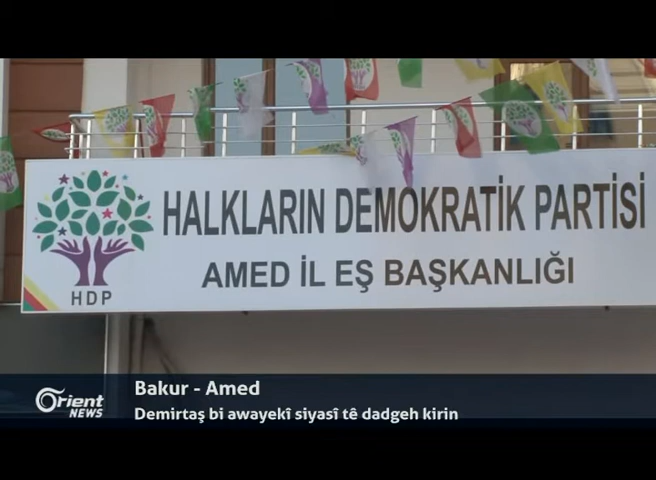 HALKLARIN DEMOKRATİK PARTİSİ
AMED İL EŞ BAŞKANLIĞI
HDP
Bakur - Amed
Orient
NEWS
Demirtaş bi awayekî siyasî tê dadgeh kirin